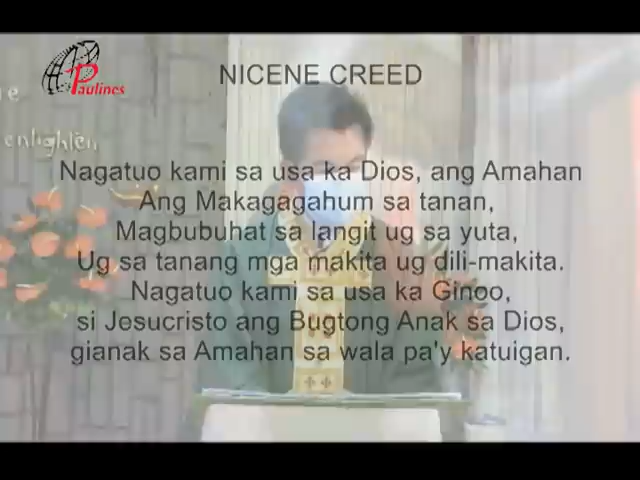 Paulines
NICENE CREED
re
enlighten
Nagatuo kami sa usa ka Dios, ang Amahan
Ang Makagagahum sa tanan,
Magbubuhat sa langit ug sa yuta,
Ug sa tanang mga makita ug dili-makita.
Nagatuo kami sa usa ka Ginoo,
si Jesucristo ang Bugtong Anak sa Dios,
gianak sa Amahan sa wala pa'y katuigan.